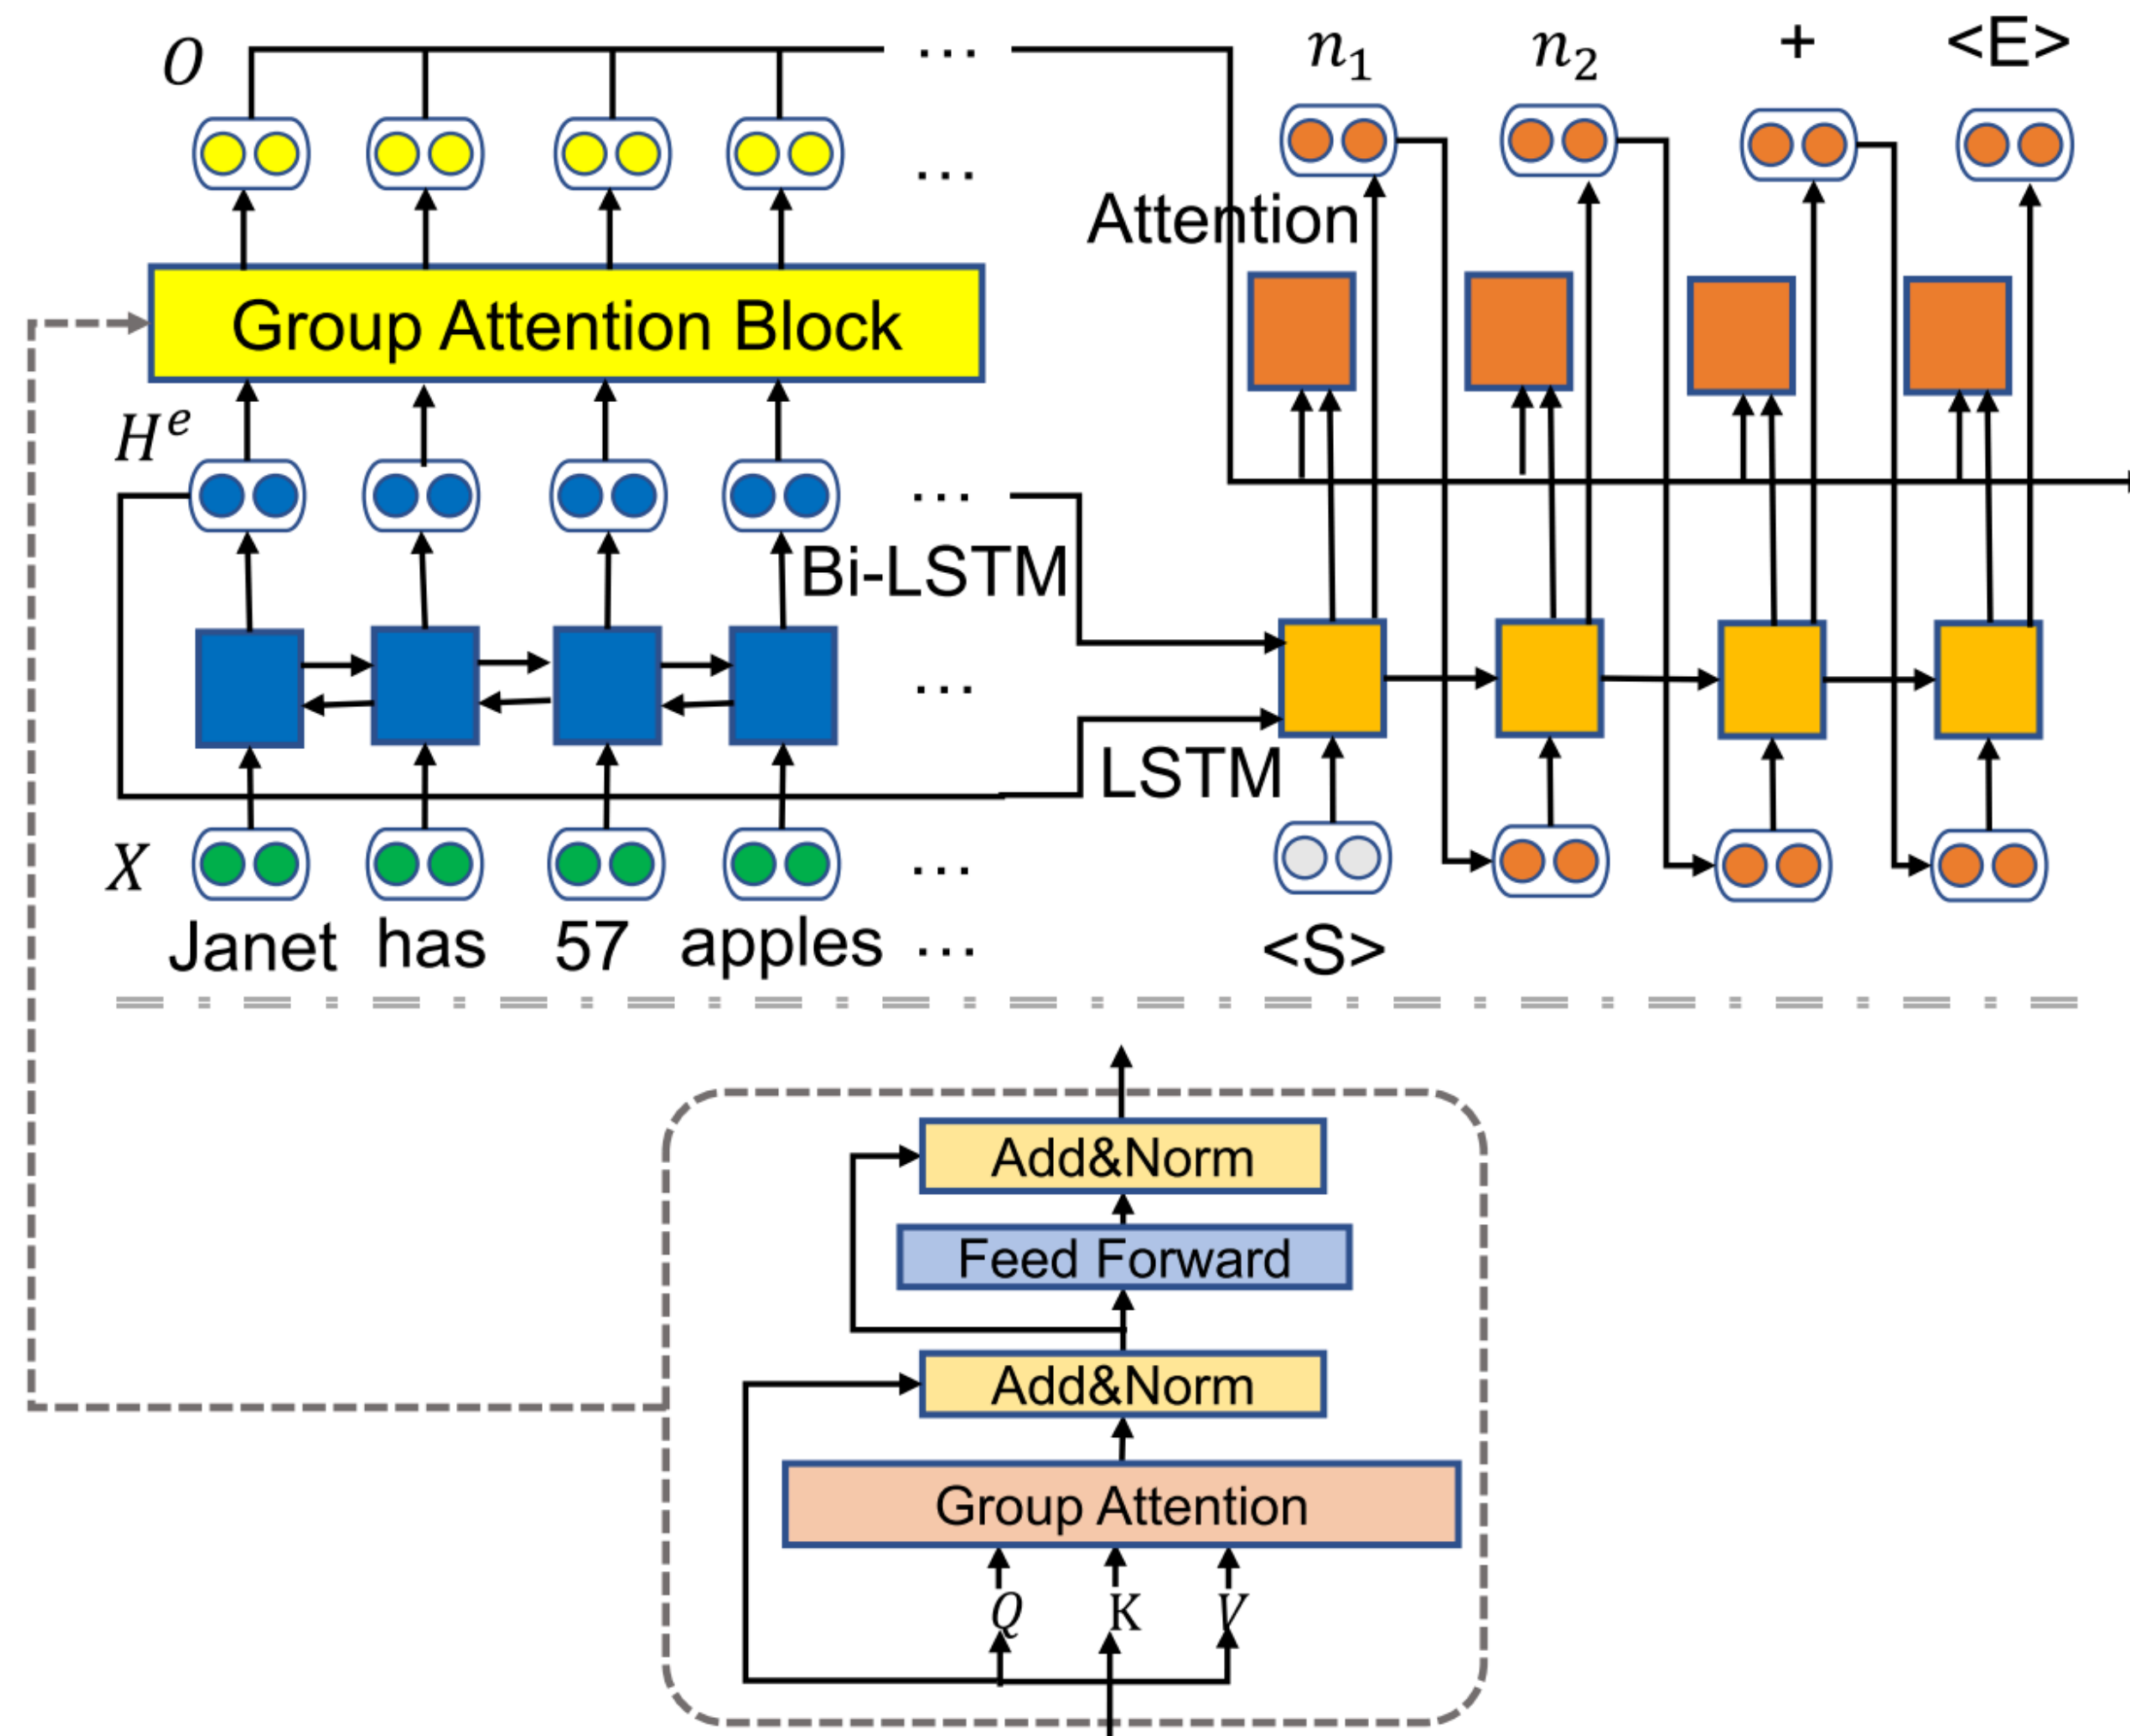 O … n₁ n₂ + <E>
…
Attention
Group Attention Block
Hᵉ
…
Bi-LSTM
…
LSTM
X …
Janet has 57 apples … <S>
Add&Norm
Feed Forward
Add&Norm
Group Attention
Q K V